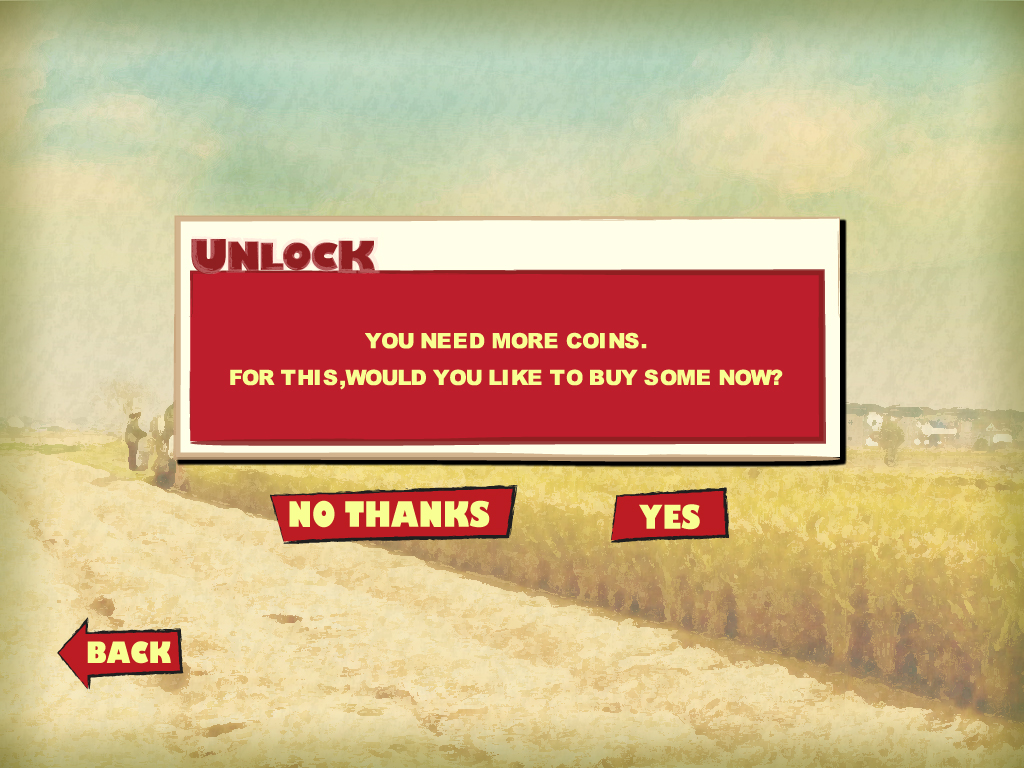 UNLOCK
YOU NEED MORE COINS.
FOR THIS,WOULD YOU LIKE TO BUY SOME NOW?
NO THANKS
YES
BACK